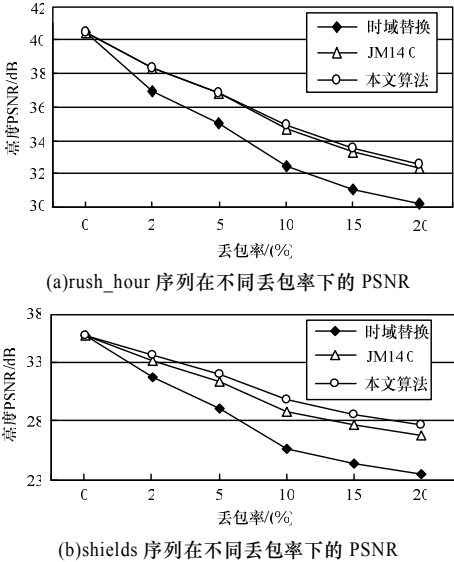 42
40
38
36
34
32
30
亮度PSNR/dB
时域替换
JM14.0
本文算法
0 2 5 10 15 20
丢包率/(%)
(a)rush_hour 序列在不同丢包率下的 PSNR
38
33
28
23
亮度PSNR/dB
时域替换
JM14.0
本文算法
0 2 5 10 15 20
丢包率/(%)
(b)shields 序列在不同丢包率下的 PSNR